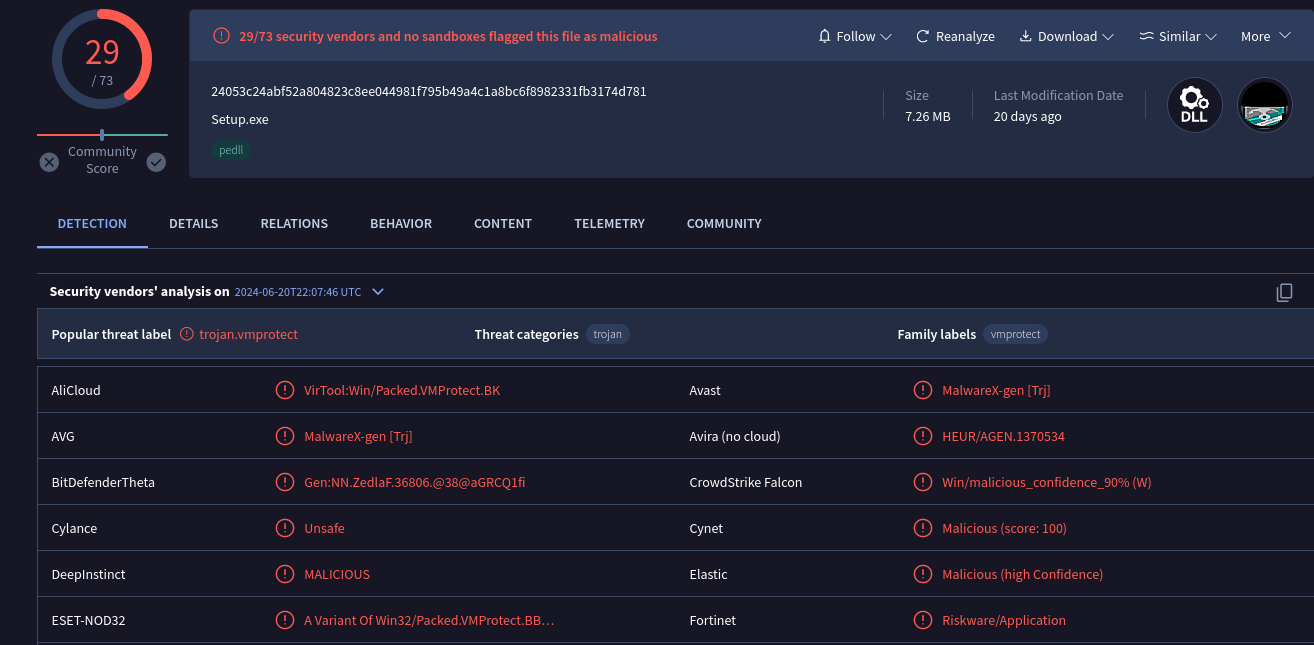 29
/ 73
Community
Score
29/73 security vendors and no sandboxes flagged this file as malicious
Follow
Reanalyze
Download
Similar
More
24053c24abf52a804823c8ee044981f795b49a4c1a8bc6f8982331fb3174d781
Setup.exe
pedll
Size
7.26 MB
Last Modification Date
20 days ago
DLL
DETECTION DETAILS RELATIONS BEHAVIOR CONTENT TELEMETRY COMMUNITY
Security vendors' analysis on 2024-06-20T22:07:46 UTC
Popular threat label trojan.vmprotect Threat categories trojan Family labels vmprotect
AliCloud VirTool:Win/Packed.VMProtect.BK Avast MalwareX-gen [Trj]
AVG MalwareX-gen [Trj] Avira (no cloud) HEUR/AGEN.1370534
BitDefenderTheta Gen:NN.ZedlaF.36806.@38@aGRCQ1fi CrowdStrike Falcon Win/malicious_confidence_90% (W)
Cylance Unsafe Cynet Malicious (score: 100)
DeepInstinct MALICIOUS Elastic Malicious (high Confidence)
ESET-NOD32 A Variant Of Win32/Packed.VMProtect.BB… Fortinet Riskware/Application